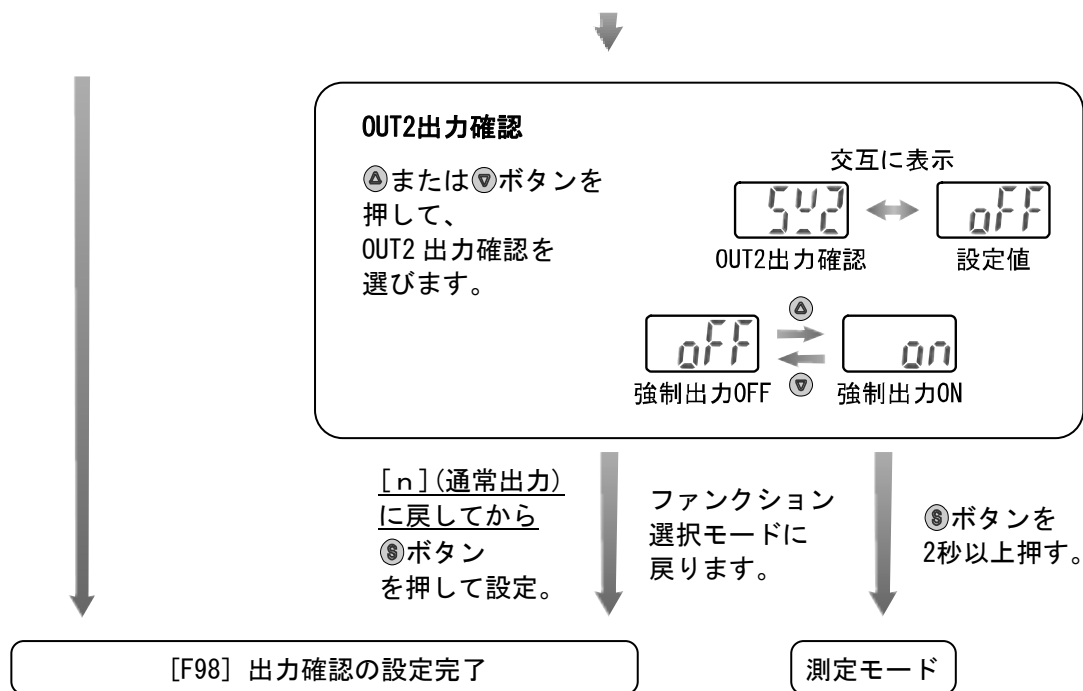 OUT2出力確認
△または▽ボタンを
押して、
OUT2 出力確認を
選びます。
交互に表示
SW2
oFF
OUT2出力確認
設定値
△
oFF
on
強制出力OFF
▽
強制出力ON
[n](通常出力)
に戻してから
Ⓢボタン
を押して設定。
ファンクション
選択モードに
戻ります。
Ⓢボタンを
2秒以上押す。
[F98] 出力確認の設定完了
測定モード